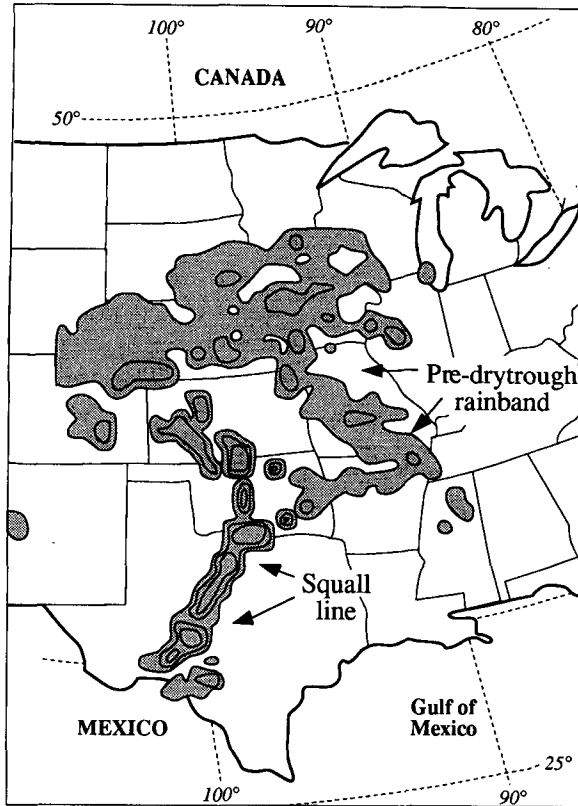 100°
90°
80°
CANADA
50°
Pre-drytrough
rainband
Squall
line
MEXICO
Gulf of
Mexico
25°
100°
90°